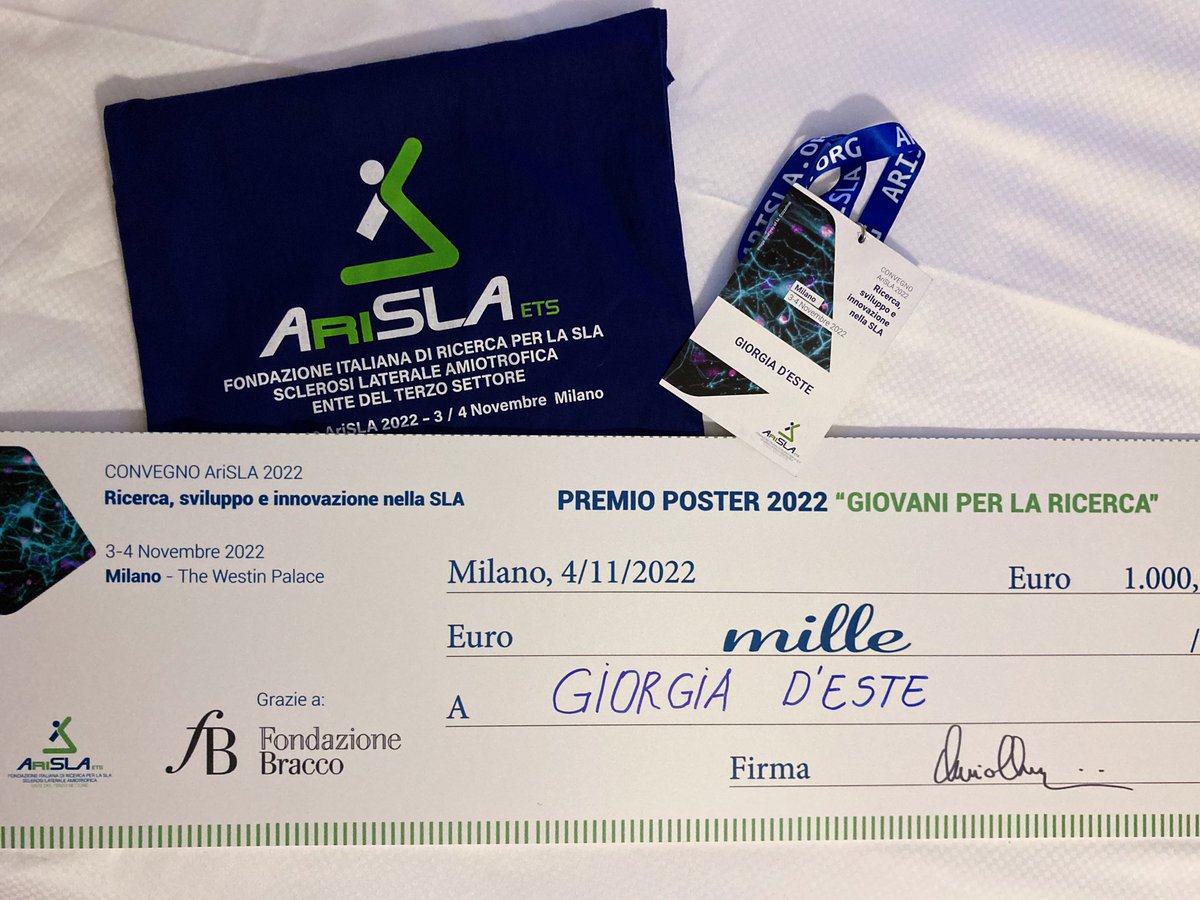 ARISLA ETS
FONDAZIONE ITALIANA DI RICERCA PER LA SLA
SCLEROSI LATERALE AMIOTROFICA
ENTE DEL TERZO SETTORE
AriSLA 2022 – 3 / 4 Novembre Milano
ARISLA.ORG
CONVEGNO
AriSLA 2022
Ricerca,
sviluppo e
innovazione
nella SLA
Milano
3-4 Novembre 2022
GIORGIA D'ESTE
ARISLA ETS
CONVEGNO AriSLA 2022
Ricerca, sviluppo e innovazione nella SLA
3-4 Novembre 2022
Milano - The Westin Palace
Grazie a:
fB Fondazione
Bracco
ARISLA ETS
FONDAZIONE ITALIANA DI RICERCA PER LA SLA
SCLEROSI LATERALE AMIOTROFICA
ENTE DEL TERZO SETTORE
PREMIO POSTER 2022 “GIOVANI PER LA RICERCA”
Milano, 4/11/2022 Euro 1.000,
Euro mille /
A GIORGIA D'ESTE
Firma